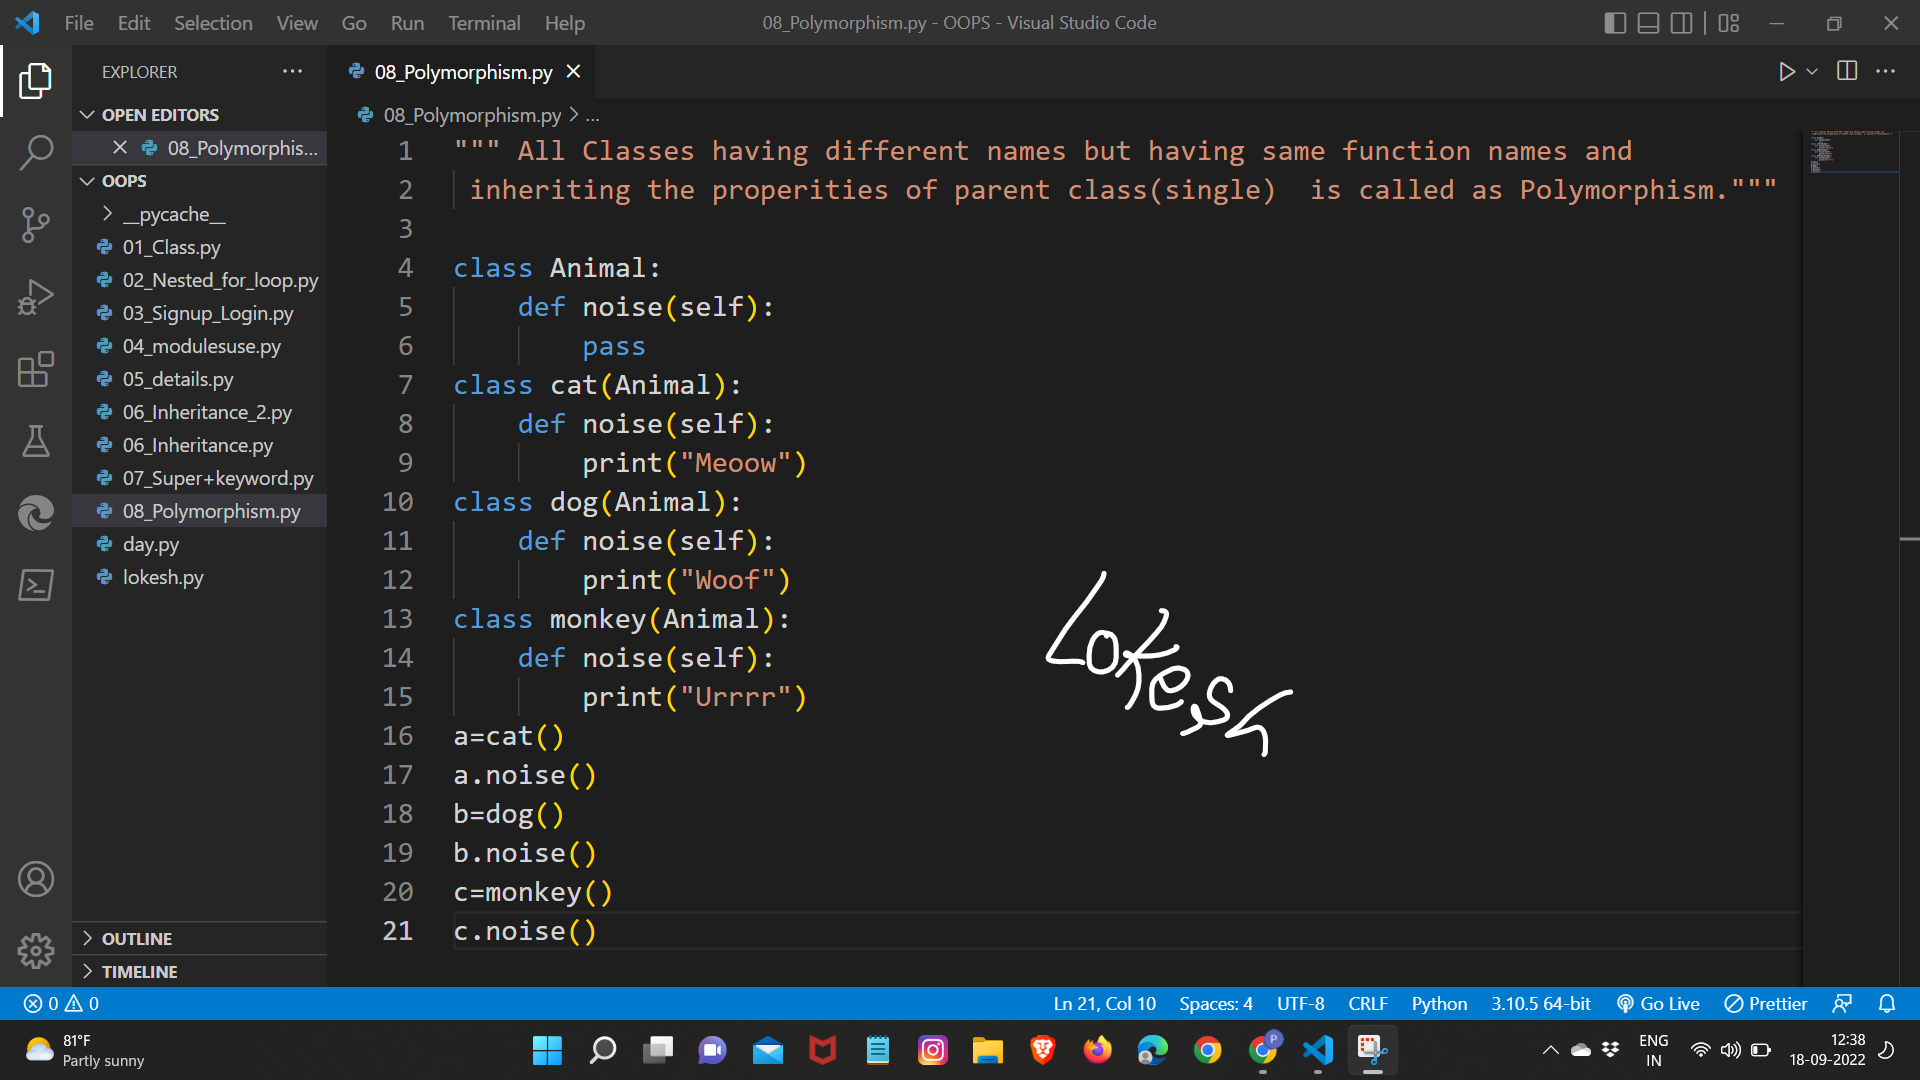 File Edit Selection View Go Run Terminal Help
08_Polymorphism.py - OOPS - Visual Studio Code
EXPLORER
OPEN EDITORS
08_Polymorphis...
OOPS
__pycache__
01_Class.py
02_Nested_for_loop.py
03_Signup_Login.py
04_modulesuse.py
05_details.py
06_Inheritance_2.py
06_Inheritance.py
07_Super+keyword.py
08_Polymorphism.py
day.py
lokesh.py
OUTLINE
TIMELINE
08_Polymorphism.py
08_Polymorphism.py > ...
1 """ All Classes having different names but having same function names and
2 inheriting the properities of parent class(single)  is called as Polymorphism."""
3
4 class Animal:
5     def noise(self):
6         pass
7 class cat(Animal):
8     def noise(self):
9         print("Meoow")
10 class dog(Animal):
11     def noise(self):
12         print("Woof")
13 class monkey(Animal):
14     def noise(self):
15         print("Urrrr")
16 a=cat()
17 a.noise()
18 b=dog()
19 b.noise()
20 c=monkey()
21 c.noise()
Lokesh
0 0
Ln 21, Col 10 Spaces: 4 UTF-8 CRLF Python 3.10.5 64-bit Go Live Prettier
81°F
Partly sunny
P
ENG
IN
12:38
18-09-2022